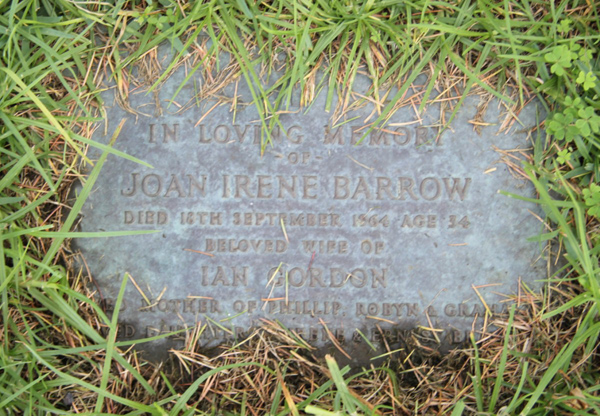 IN LOVING MEMORY
-OF-
JOAN IRENE BARROW
DIED 18TH SEPTEMBER 1964 AGE 34
BELOVED WIFE OF
IAN GORDON
MOTHER OF PHILLIP, ROBYN &